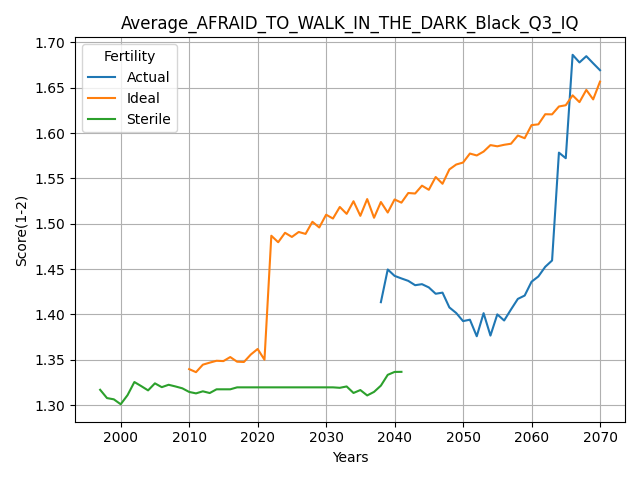 Average_AFRAID_TO_WALK_IN_THE_DARK_Black_Q3_IQ
Fertility
Actual
Ideal
Sterile
Score(1-2)
1.70
1.65
1.60
1.55
1.50
1.45
1.40
1.35
1.30
2000 2010 2020 2030 2040 2050 2060 2070
Years